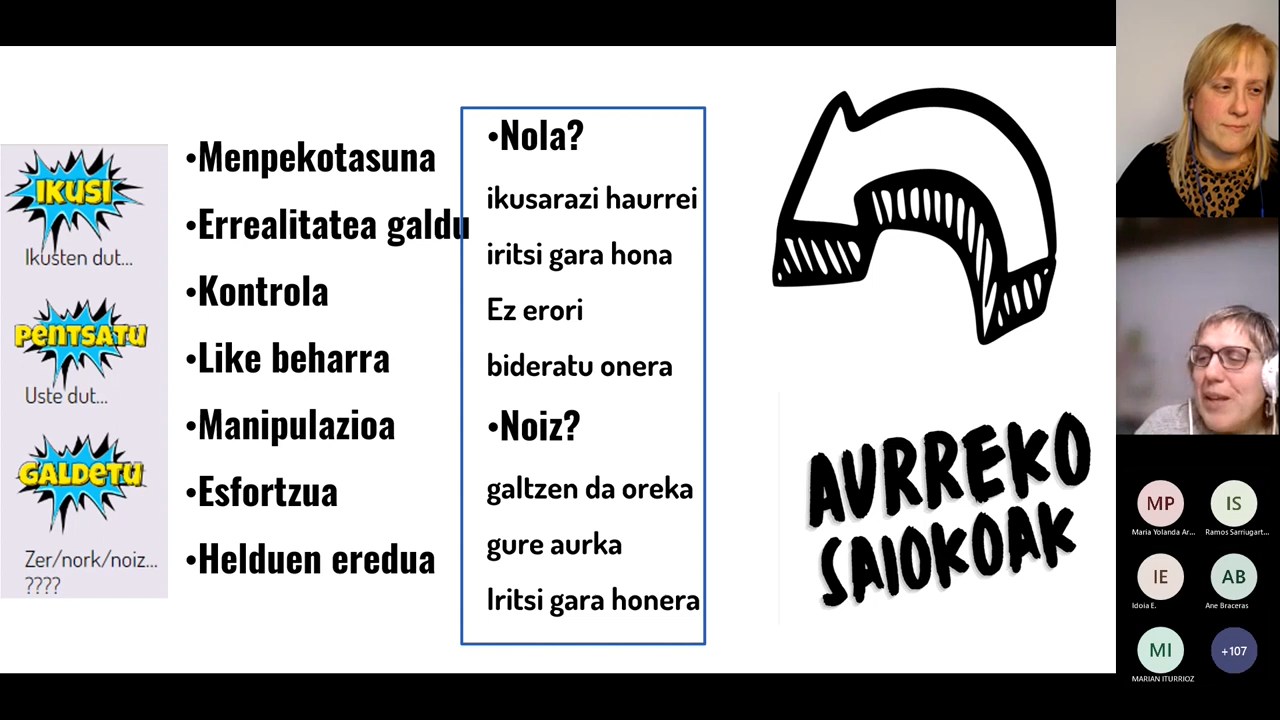 IKUSI
Ikusten dut...
PENTSATU
Uste dut...
GALDETU
Zer/nork/noiz...
????
•Menpekotasuna
•Errealitatea galdu
•Kontrola
•Like beharra
•Manipulazioa
•Esfortzua
•Helduen eredua
•Nola?
ikusarazi haurrei
iritsi gara hona
Ez erori
bideratu onera
•Noiz?
galtzen da oreka
gure aurka
Iritsi gara honera
AURREKO
SAIOKOAK
MP
Maria Yolanda Ar...
IS
Ramos Sarriugart...
IE
Idoia E.
AB
Ane Braceras
MI
MARIAN ITURRIOZ
+107